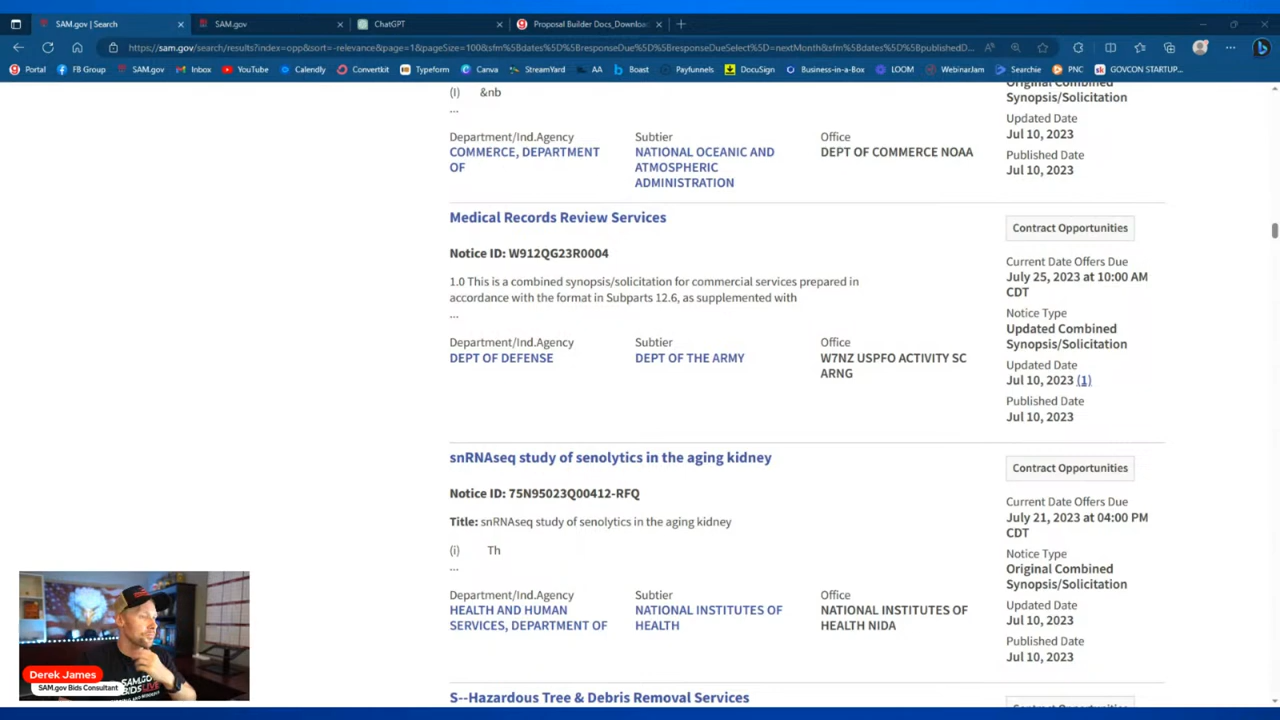 SAM.gov | Search
SAM.gov
ChatGPT
Proposal Builder Docs_Downloa
https://sam.gov/search/results?index=opp&sort=-relevance&page=1&pageSize=100&sfm%5Bdates%5D%5BresponseDue%5D%5BresponseDueSelect%5D=nextMonth&sfm%5Bdates%5D%5BpublishedD...
Portal
FB Group
SAM.gov
Inbox
YouTube
Calendly
Convertkit
Typeform
Canva
StreamYard
AA
Boast
Payfunnels
DocuSign
Business-in-a-Box
LOOM
WebinarJam
Searchie
PNC
GOVCON STARTUP...
(I) &nb
...
Department/Ind.Agency
COMMERCE, DEPARTMENT
OF
Subtier
NATIONAL OCEANIC AND
ATMOSPHERIC
ADMINISTRATION
Office
DEPT OF COMMERCE NOAA
Original Combined
Synopsis/Solicitation
Updated Date
Jul 10, 2023
Published Date
Jul 10, 2023
Medical Records Review Services
Notice ID: W912QG23R0004
1.0 This is a combined synopsis/solicitation for commercial services prepared in
accordance with the format in Subparts 12.6, as supplemented with
...
Department/Ind.Agency
DEPT OF DEFENSE
Subtier
DEPT OF THE ARMY
Office
W7NZ USPFO ACTIVITY SC
ARNG
Contract Opportunities
Current Date Offers Due
July 25, 2023 at 10:00 AM
CDT
Notice Type
Updated Combined
Synopsis/Solicitation
Updated Date
Jul 10, 2023 (1)
Published Date
Jul 10, 2023
snRNAseq study of senolytics in the aging kidney
Notice ID: 75N95023Q00412-RFQ
Title: snRNAseq study of senolytics in the aging kidney
(i) Th
...
Department/Ind.Agency
HEALTH AND HUMAN
SERVICES, DEPARTMENT OF
Subtier
NATIONAL INSTITUTES OF
HEALTH
Office
NATIONAL INSTITUTES OF
HEALTH NIDA
Contract Opportunities
Current Date Offers Due
July 21, 2023 at 04:00 PM
CDT
Notice Type
Original Combined
Synopsis/Solicitation
Updated Date
Jul 10, 2023
Published Date
Jul 10, 2023
S--Hazardous Tree & Debris Removal Services
SAM.GOV
BIDS LIVE
Derek James
SAM.gov Bids Consultant